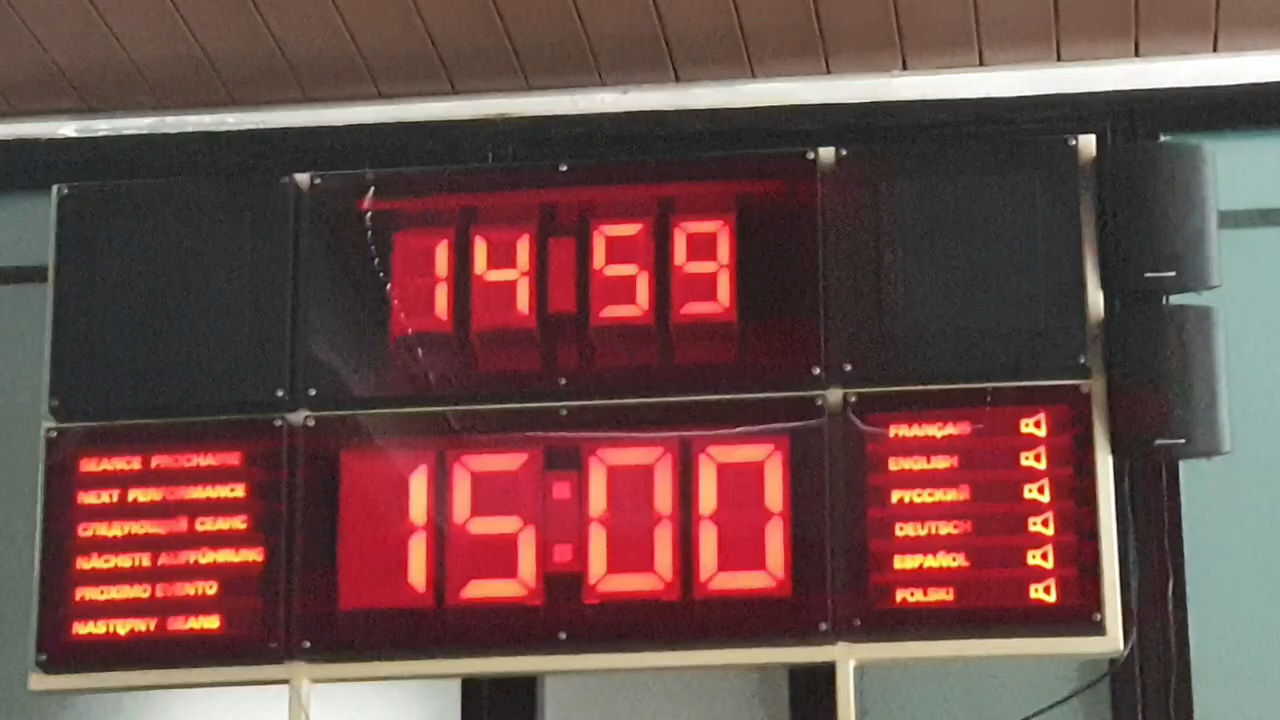 14 59
SEANCE PROCHAINE
NEXT PERFORMANCE
СЛЕДУЮЩИЙ СЕАНС
NÄCHSTE AUFFÜHRUNG
PROXIMO EVENTO
NASTĘPNY SEANS
15:00
FRANÇAIS
ENGLISH
РУССКИЙ
DEUTSCH
ESPAÑOL
POLSKI